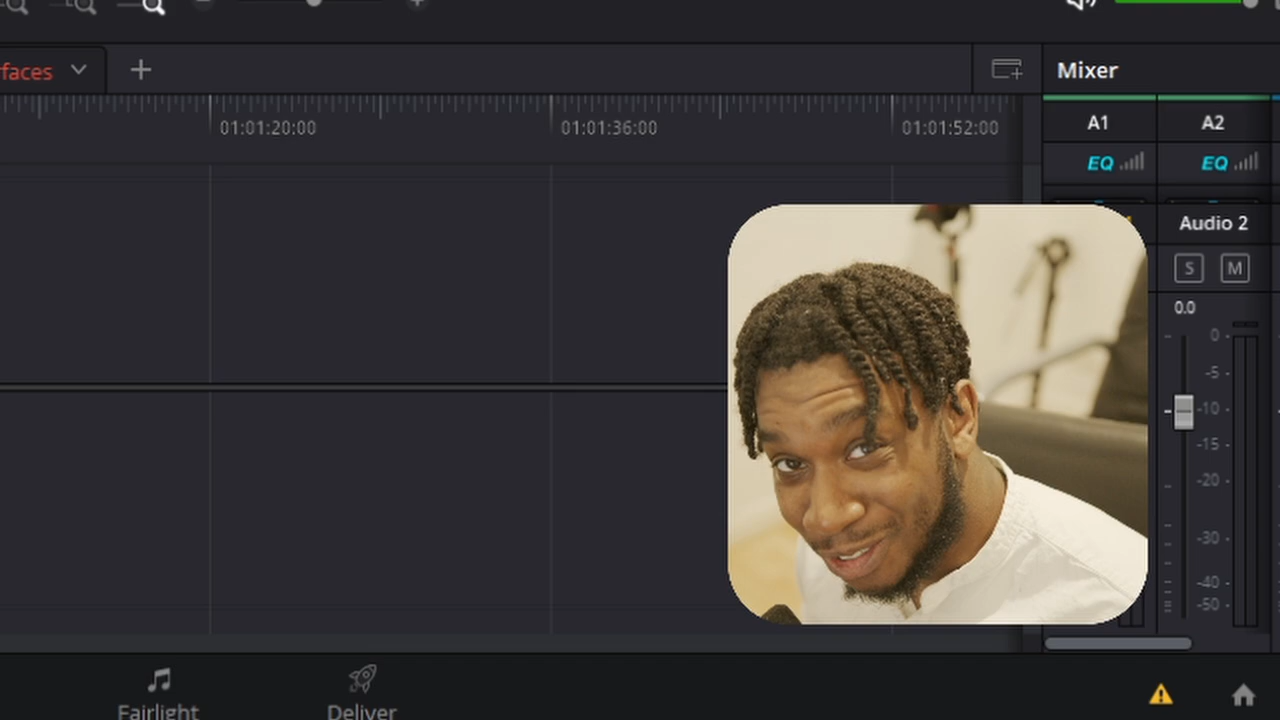 faces
Mixer
01:01:20:00
01:01:36:00
01:01:52:00
A1
A2
EQ
EQ
Audio 2
S
M
0.0
0
-5
-10
-15
-20
-30
-40
-50
Fairlight
Deliver